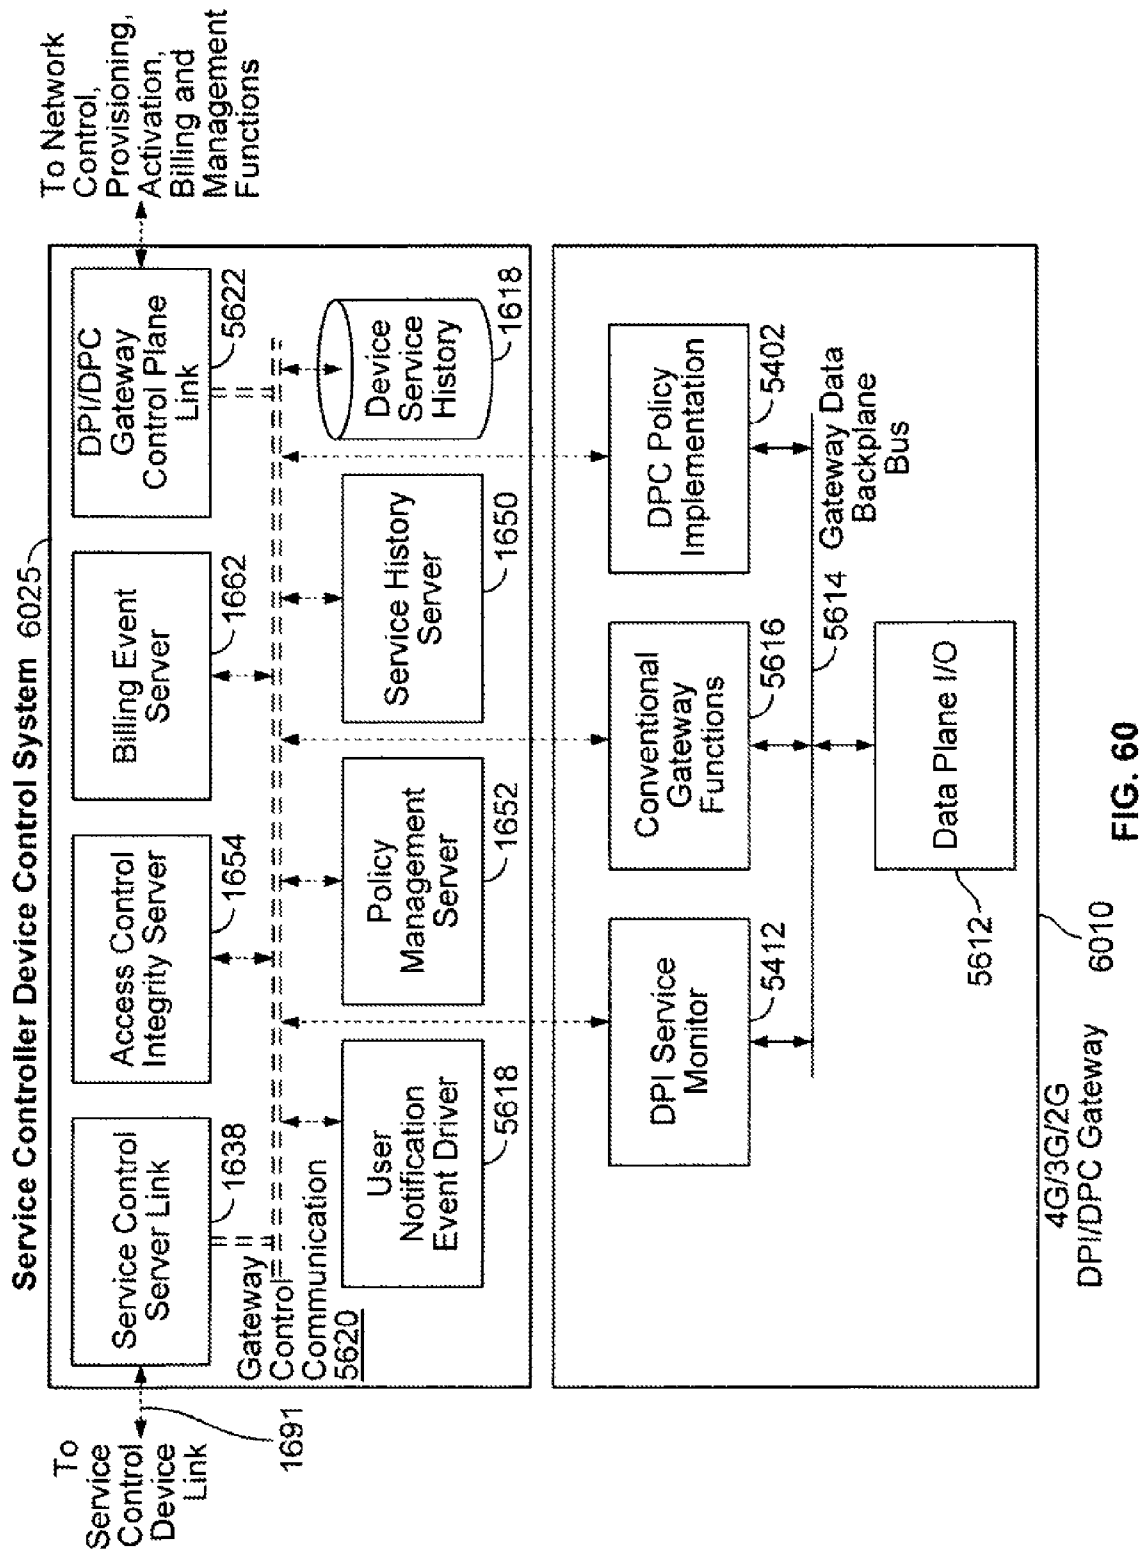 Service Controller Device Control System 6025
To
Service
Control
Device
Link
1691
Service Control
Server Link
1638
Access Control
Integrity Server
1654
Billing Event
Server
1662
DPI/DPC
Gateway
Control Plane
Link
5622
To Network
Control,
Provisioning,
Activation,
Billing and
Management
Functions
Gateway
Control
Communication
5620
User
Notification
Event Driver
5618
Policy
Management
Server
1652
Service History
Server
1650
Device
Service
History
1618
DPI Service
Monitor
5412
Conventional
Gateway
Functions
5616
DPC Policy
Implementation
5402
5614
Gateway Data
Backplane
Bus
Data Plane I/O
5612
4G/3G/2G
DPI/DPC Gateway
6010
FIG. 60